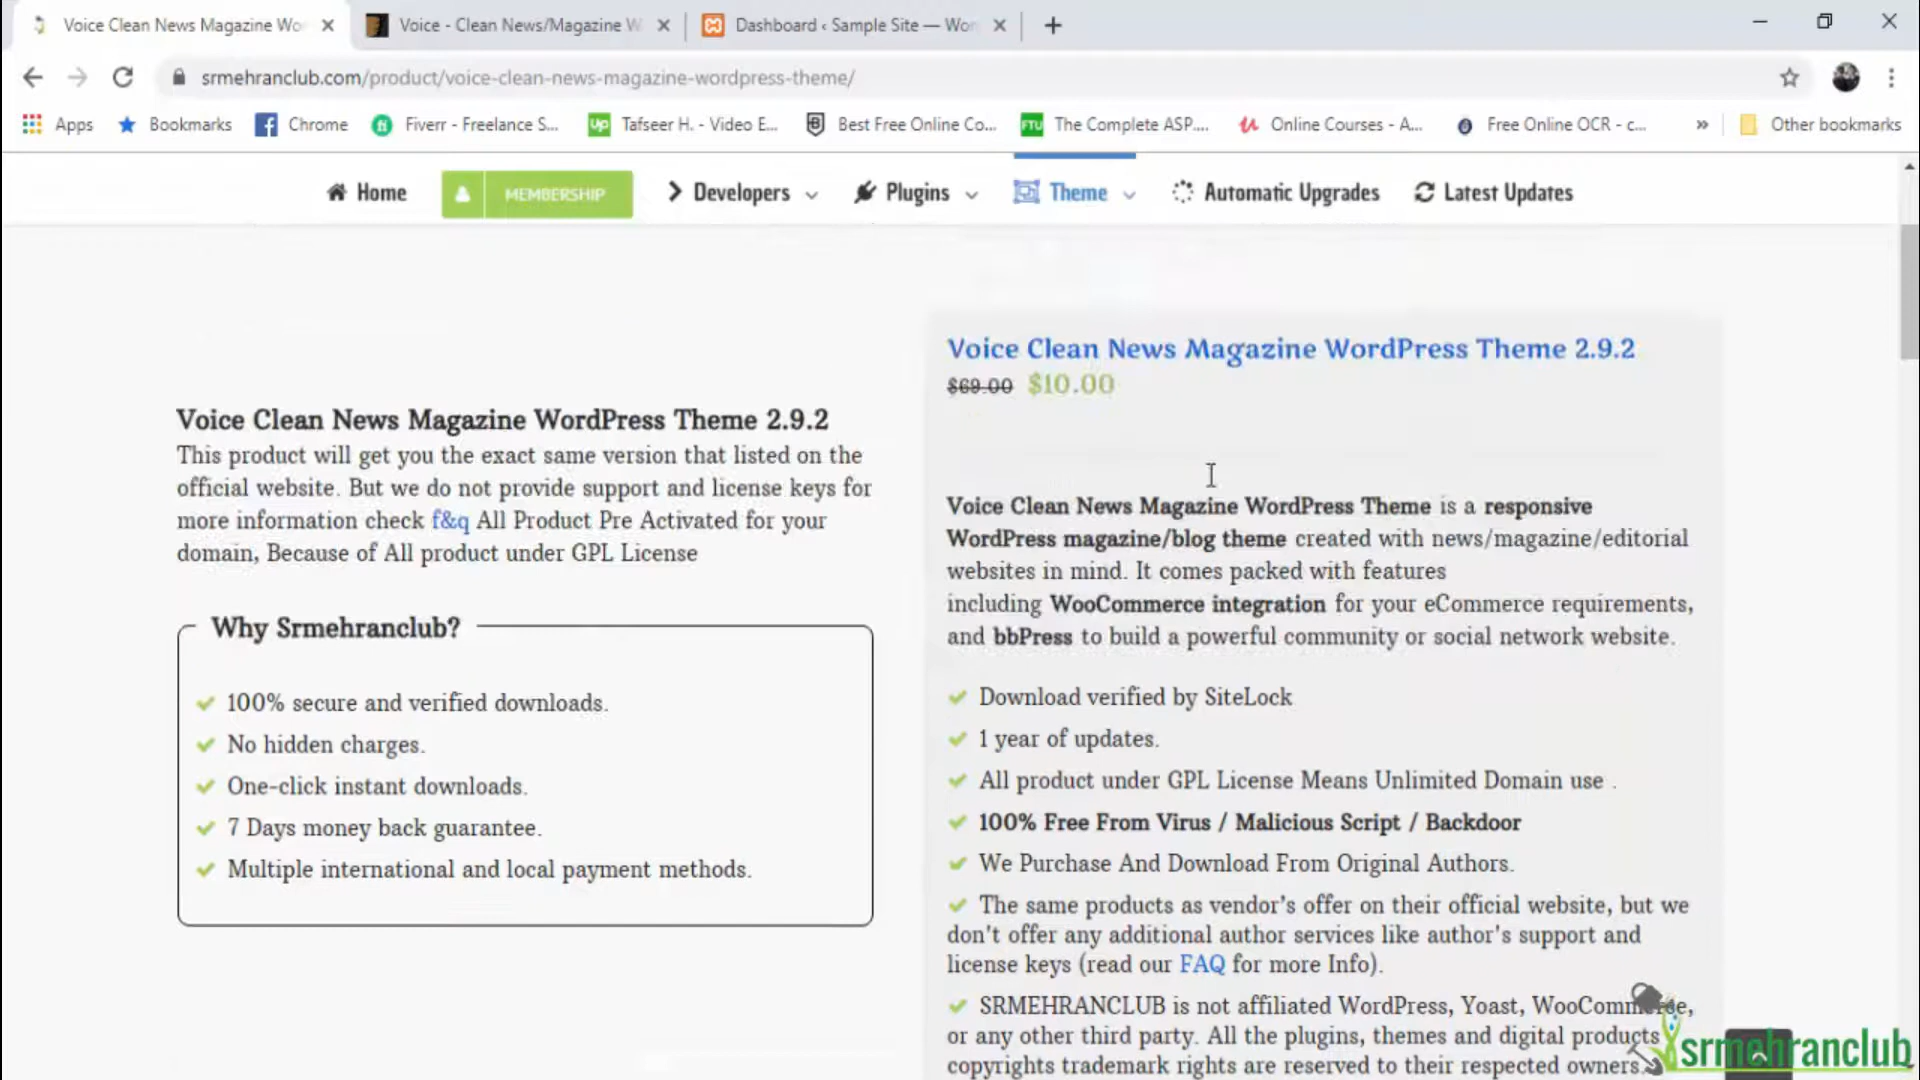 Voice Clean News Magazine Wo
Voice - Clean News/Magazine W
Dashboard ‹ Sample Site — Wor
srmehranclub.com/product/voice-clean-news-magazine-wordpress-theme/
Apps
Bookmarks
Chrome
Fiverr - Freelance S...
Up
Tafseer H. - Video E...
Best Free Online Co...
FTU
The Complete ASP....
Online Courses - A...
Free Online OCR - c...
»
Other bookmarks
Home
MEMBERSHIP
Developers
Plugins
Theme
Automatic Upgrades
Latest Updates
Voice Clean News Magazine WordPress Theme 2.9.2
This product will get you the exact same version that listed on the
official website. But we do not provide support and license keys for
more information check f&q All Product Pre Activated for your
domain, Because of All product under GPL License
Why Srmehranclub?
100% secure and verified downloads.
No hidden charges.
One-click instant downloads.
7 Days money back guarantee.
Multiple international and local payment methods.
Voice Clean News Magazine WordPress Theme 2.9.2
$69.00 $10.00
Voice Clean News Magazine WordPress Theme is a responsive
WordPress magazine/blog theme created with news/magazine/editorial
websites in mind. It comes packed with features
including WooCommerce integration for your eCommerce requirements,
and bbPress to build a powerful community or social network website.
Download verified by SiteLock
1 year of updates.
All product under GPL License Means Unlimited Domain use .
100% Free From Virus / Malicious Script / Backdoor
We Purchase And Download From Original Authors.
The same products as vendor's offer on their official website, but we
don't offer any additional author services like author's support and
license keys (read our FAQ for more Info).
SRMEHRANCLUB is not affiliated WordPress, Yoast, WooCommerce,
or any other third party. All the plugins, themes and digital products
copyrights trademark rights are reserved to their respected owners.
srmehranclub